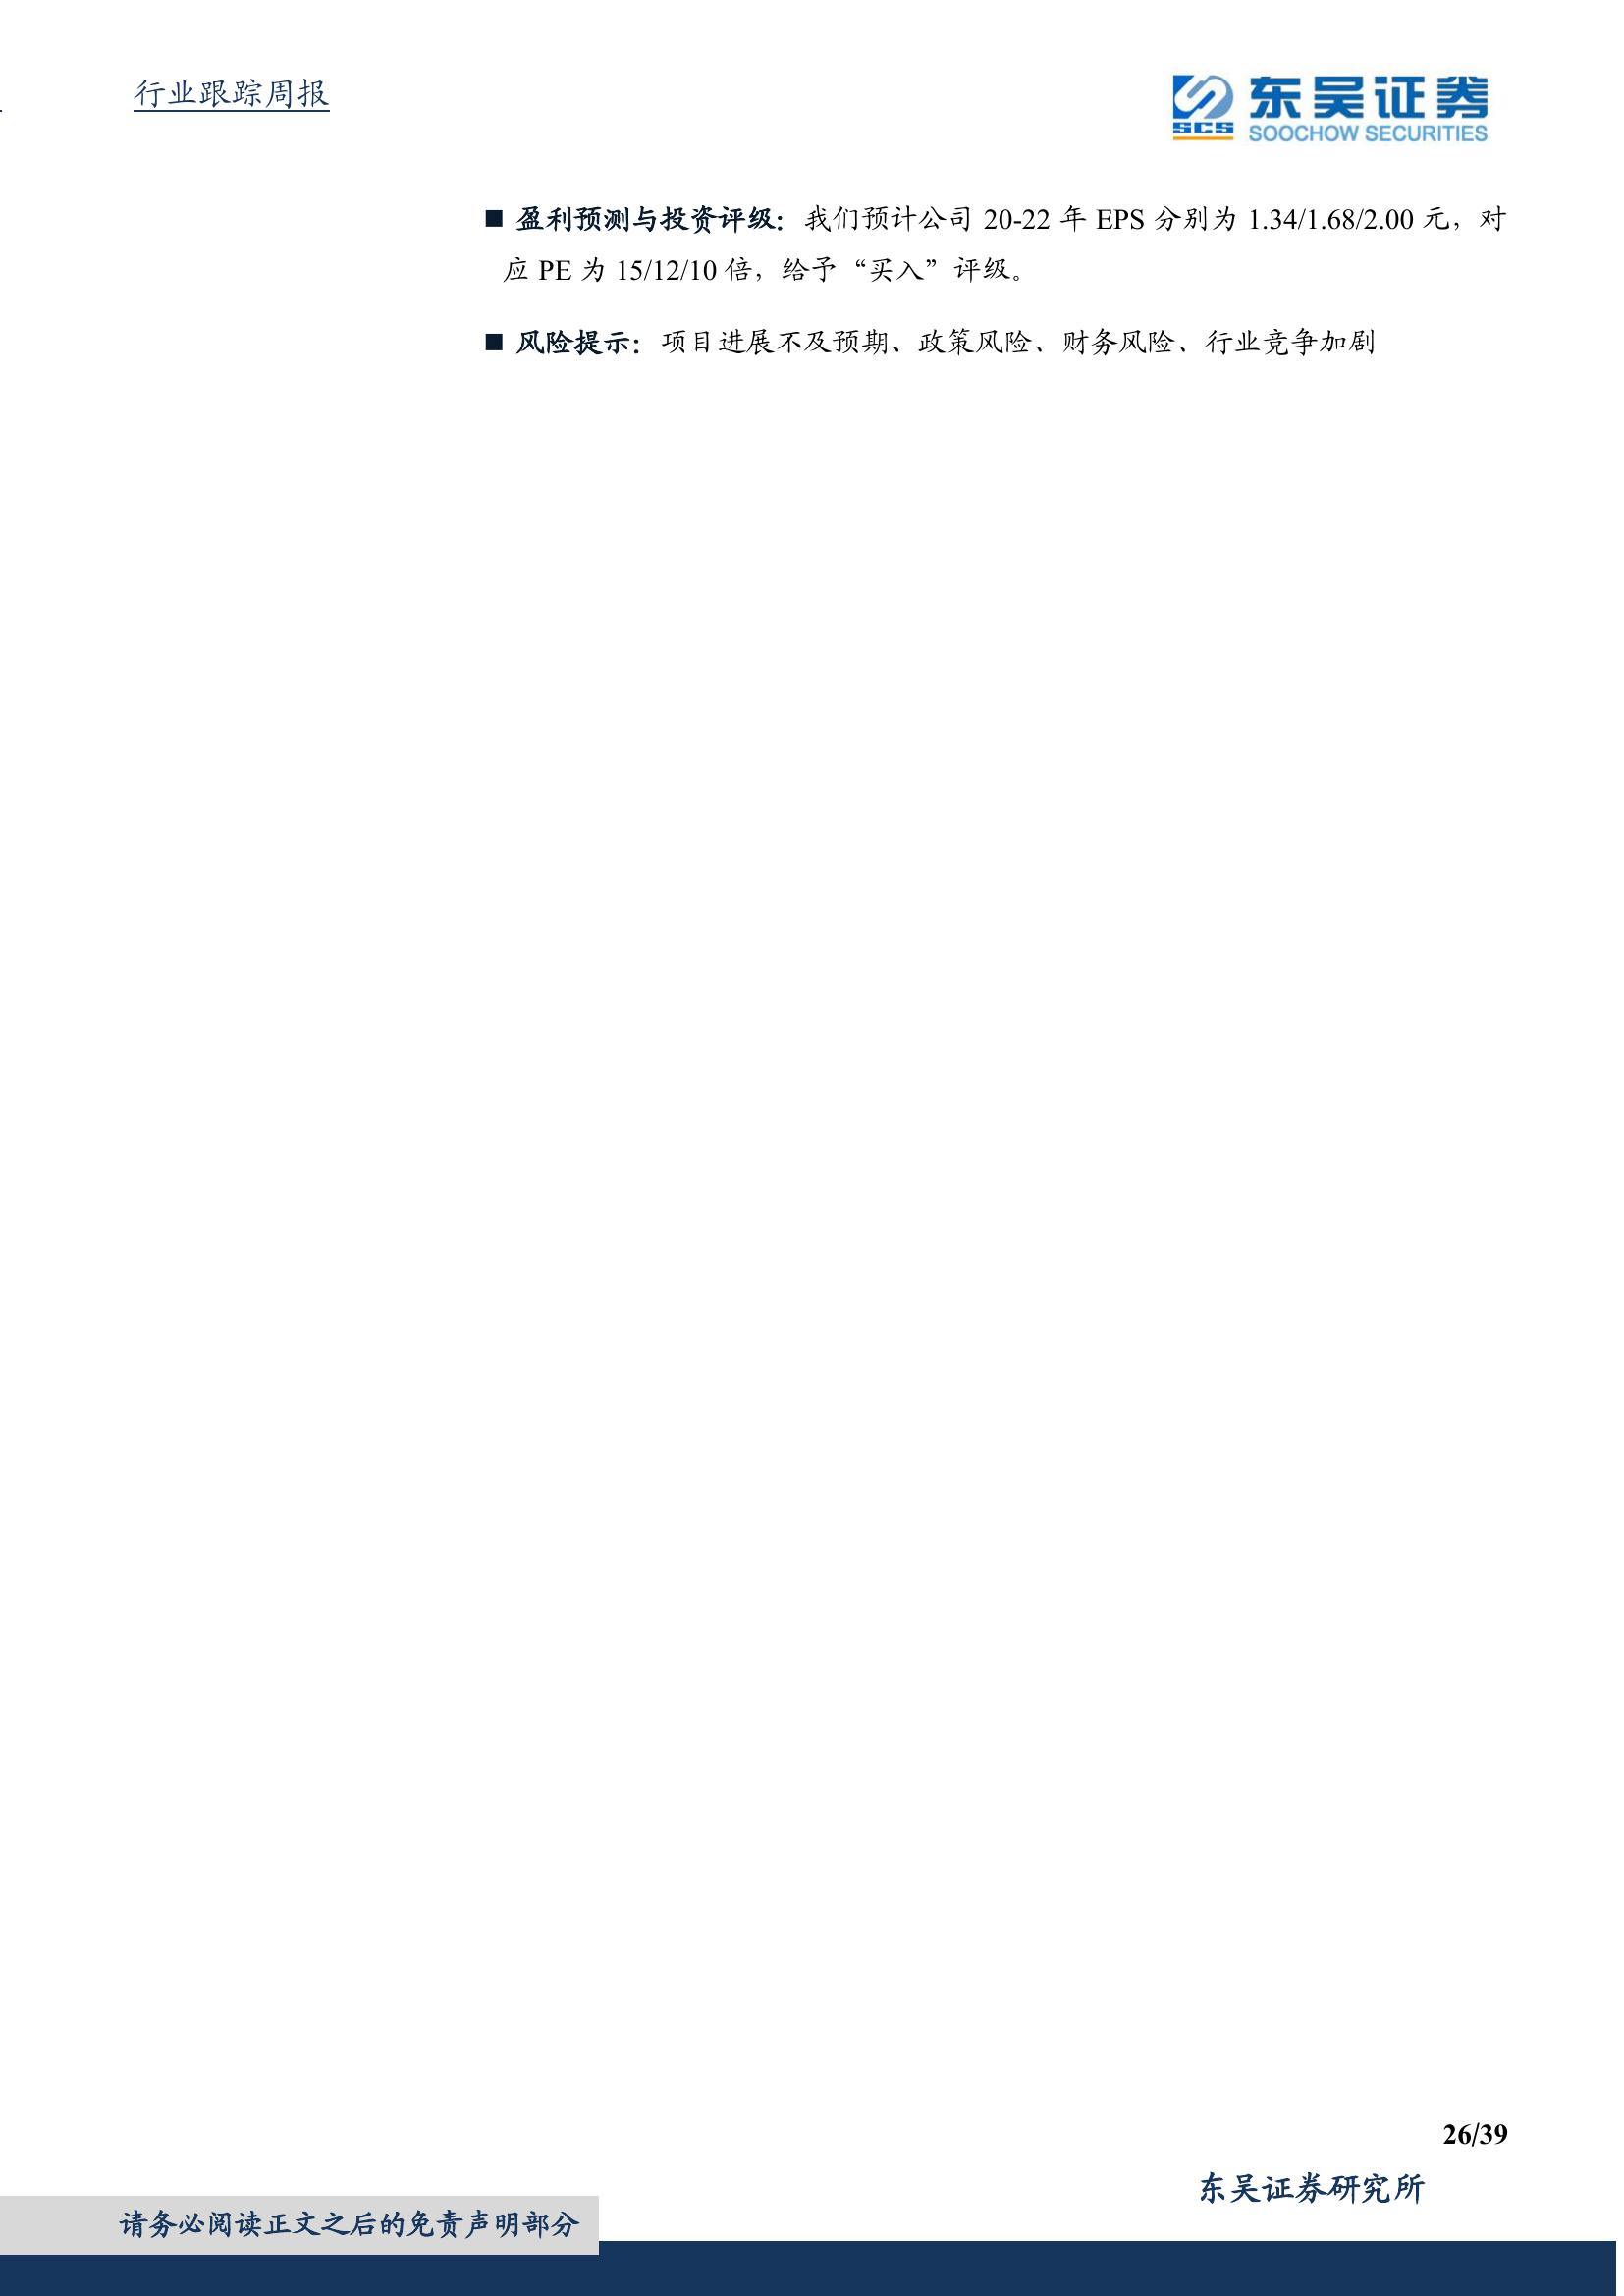 行业跟踪周报
SCS
东吴证券
SOOCHOW SECURITIES
■ 盈利预测与投资评级：我们预计公司 20-22 年 EPS 分别为 1.34/1.68/2.00 元，对
应 PE 为 15/12/10 倍，给予“买入”评级。
■ 风险提示：项目进展不及预期、政策风险、财务风险、行业竞争加剧
26/39
东吴证券研究所
请务必阅读正文之后的免责声明部分